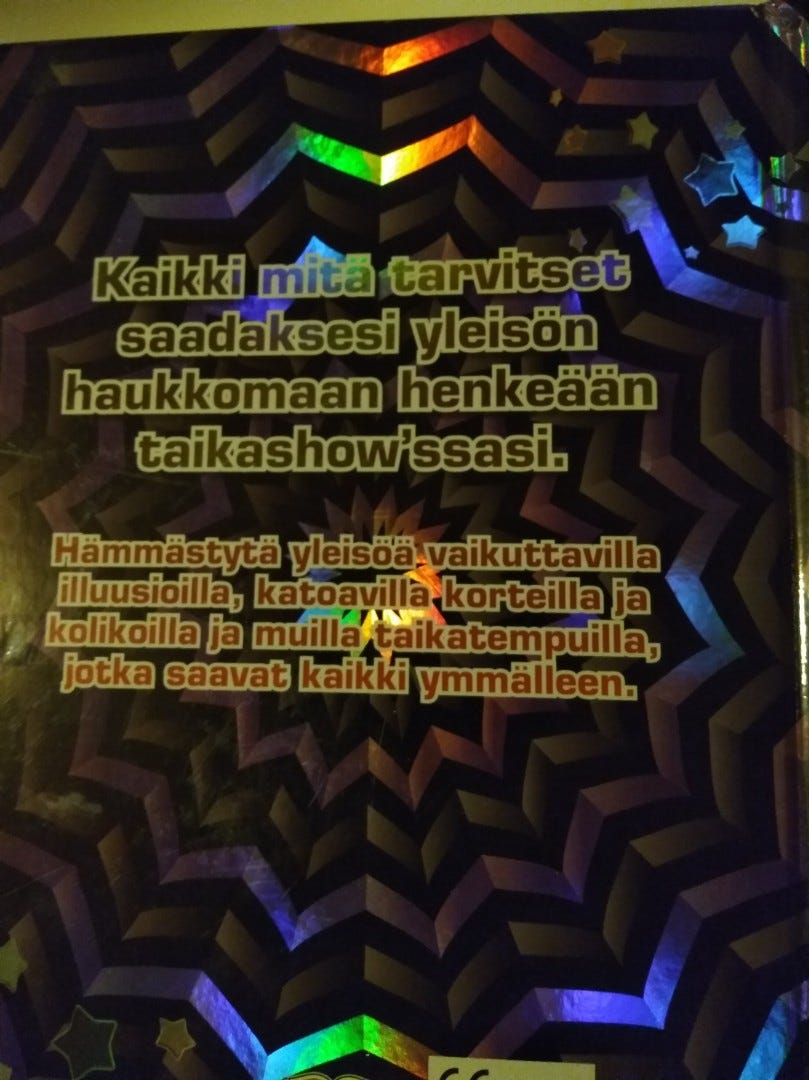 Kaikki mitä tarvitset
saadaksesi yleisön
haukkomaan henkeään
taikashow'ssasi.
Hämmästytä yleisöä vaikuttavilla
illuusioilla, katoavilla korteilla ja
kolikoilla ja muilla taikatempuilla,
jotka saavat kaikki ymmälleen.